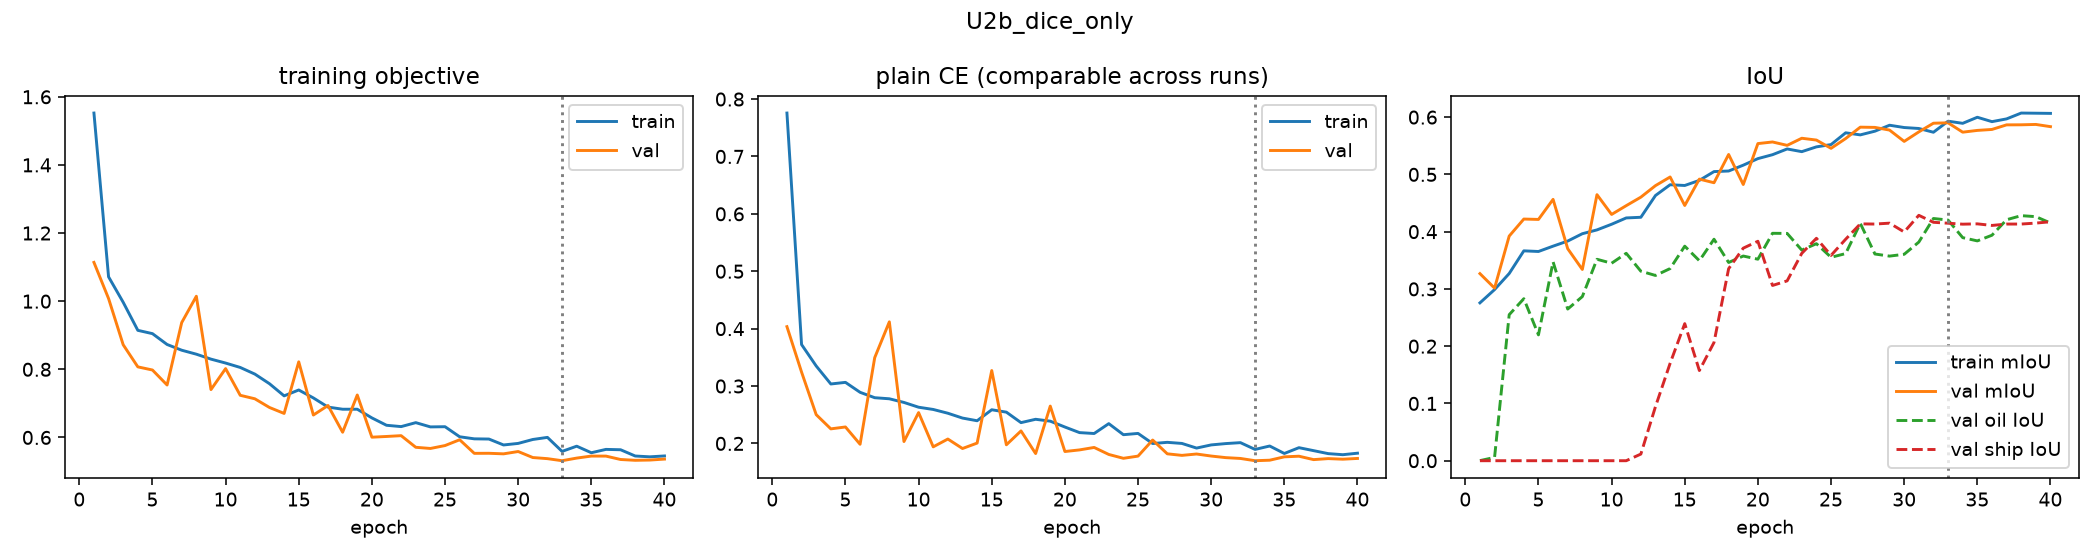 U2b_dice_only
training objective
1.6
1.4
1.2
1.0
0.8
0.6
0 5 10 15 20 25 30 35 40
epoch
train
val
plain CE (comparable across runs)
0.8
0.7
0.6
0.5
0.4
0.3
0.2
0 5 10 15 20 25 30 35 40
epoch
train
val
IoU
0.6
0.5
0.4
0.3
0.2
0.1
0.0
0 5 10 15 20 25 30 35 40
epoch
train mIoU
val mIoU
val oil IoU
val ship IoU